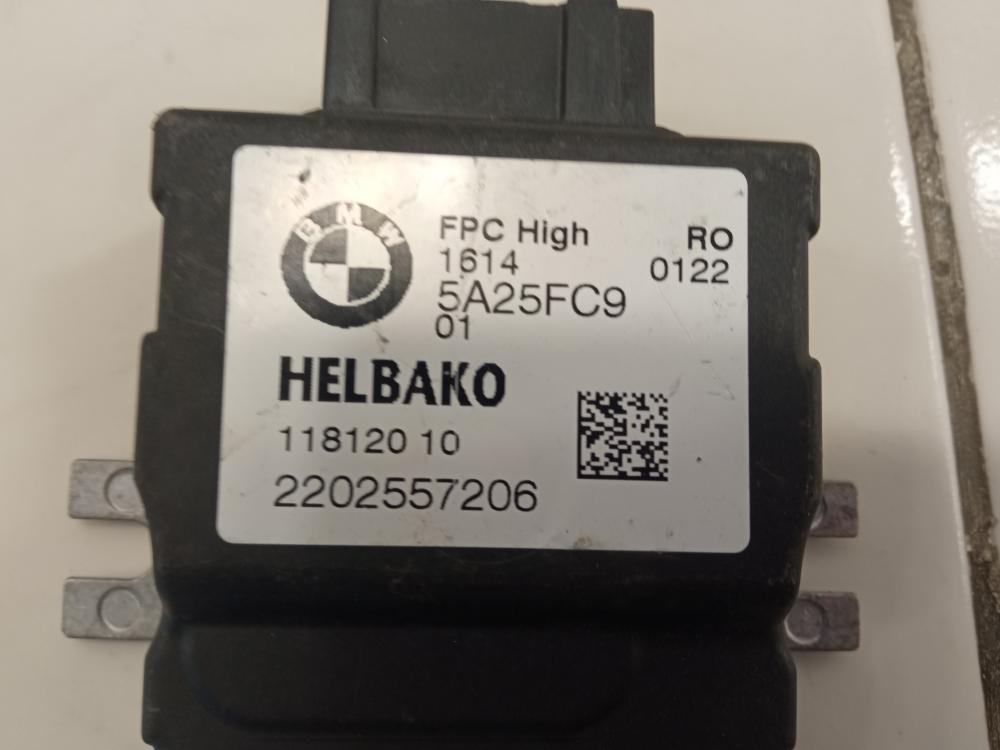 BMW
FPC High
RO
1614
0122
5A25FC9
01
HELBAKO
118120 10
2202557206